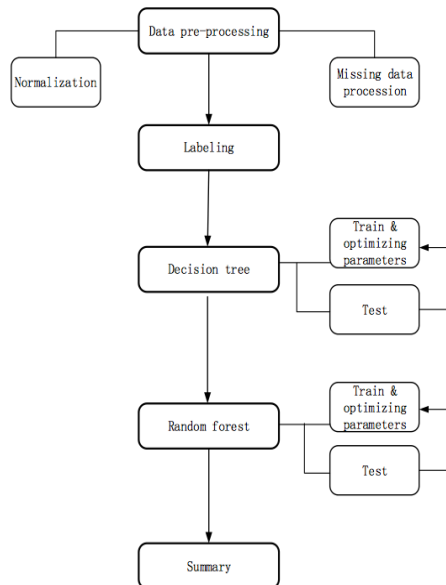 Data pre-processing
Normalization
Missing data
procession
Labeling
Decision tree
Train &
optimizing
parameters
Test
Random forest
Train &
optimizing
parameters
Test
Summary